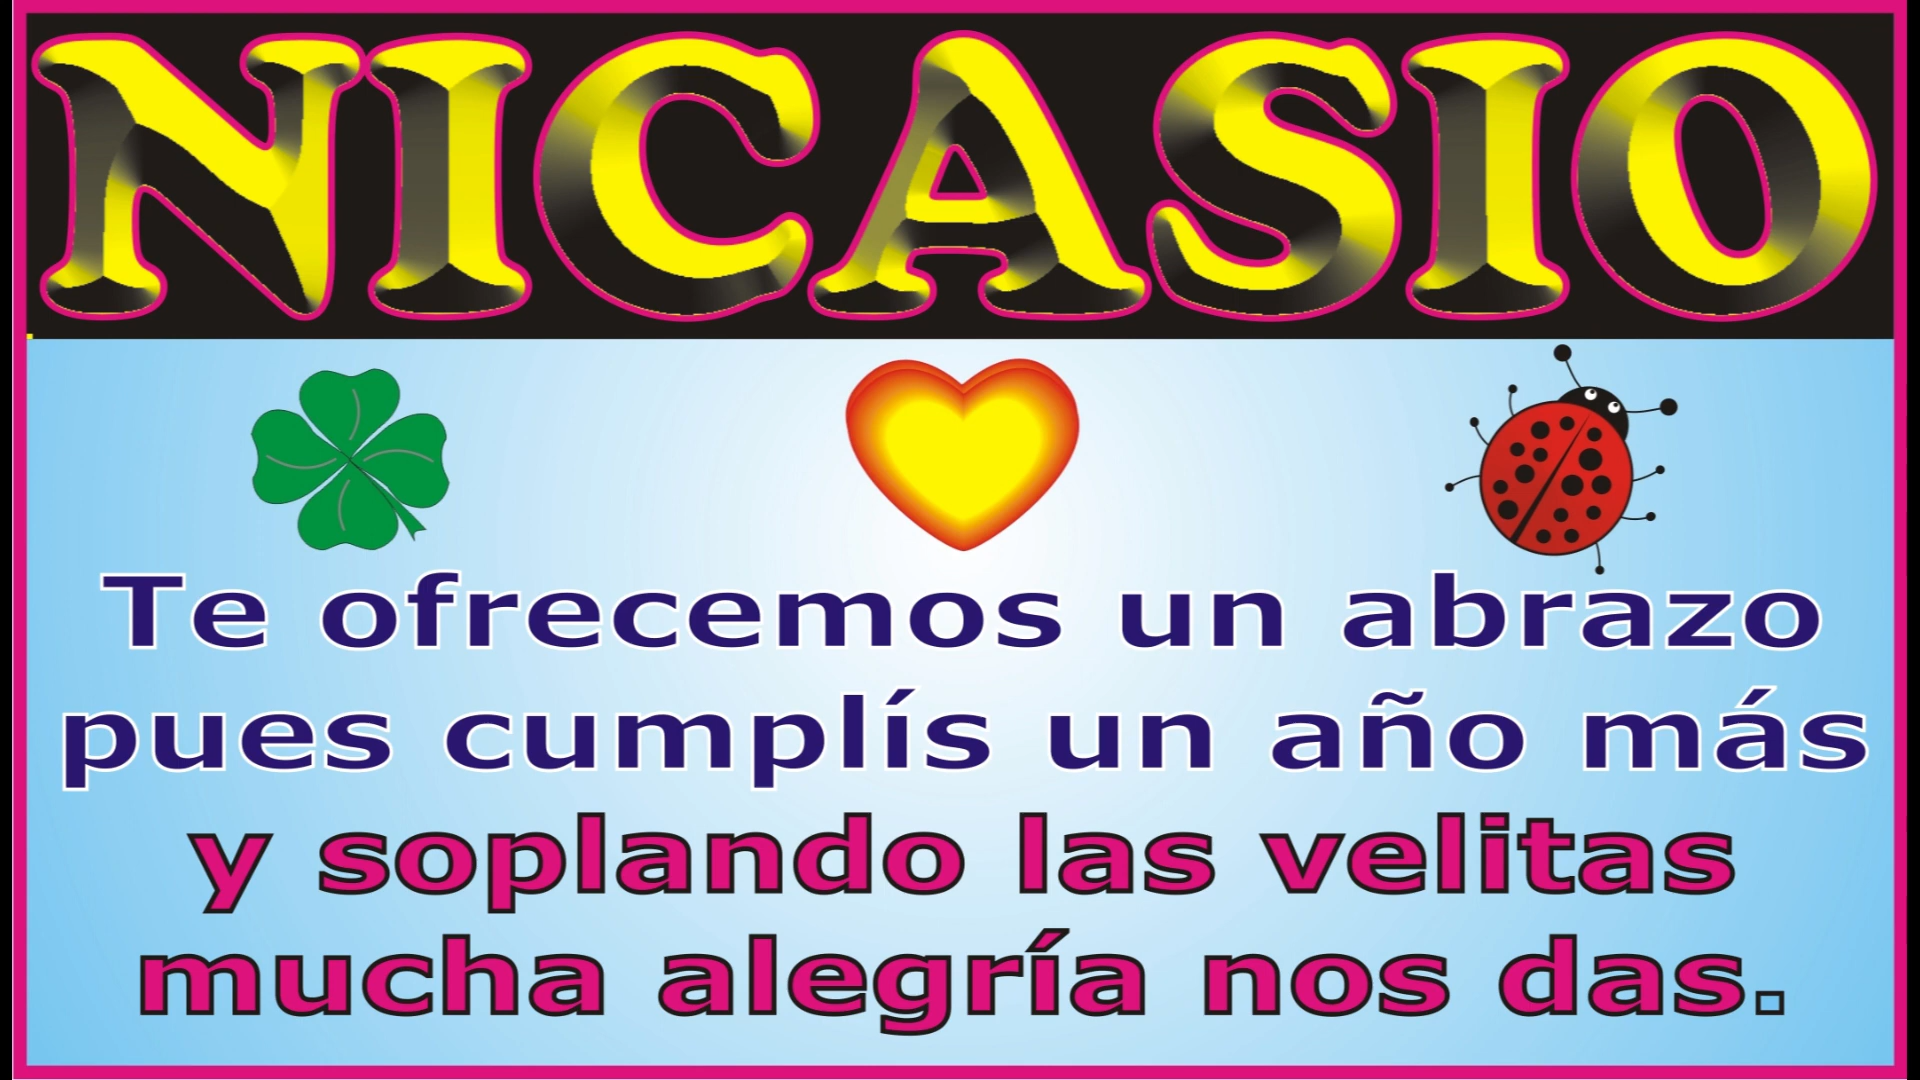 NICASIO
Te ofrecemos un abrazo
pues cumplís un año más
y soplando las velitas
mucha alegría nos das.